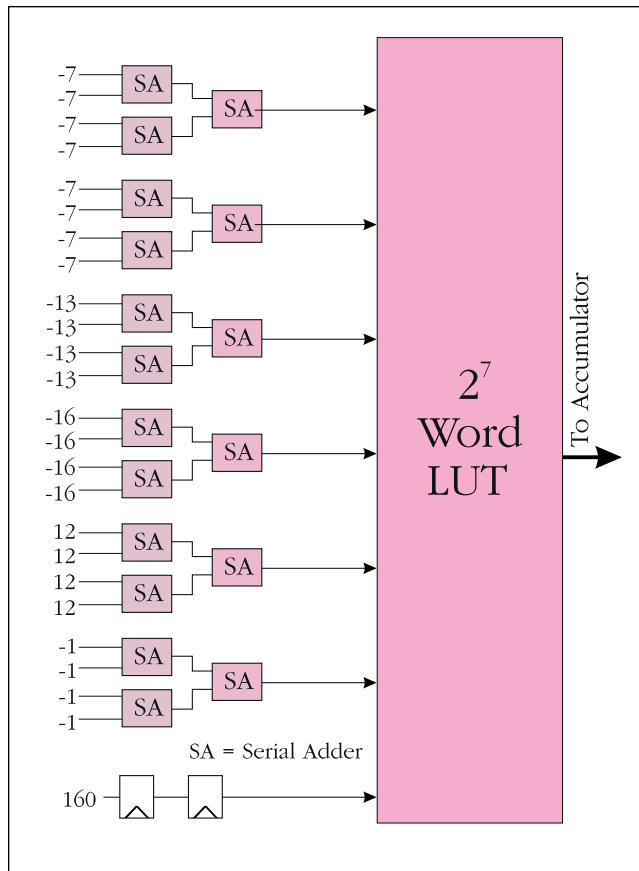 -7
-7
-7
-7
SA
SA
SA
-7
-7
-7
-7
SA
SA
SA
-13
-13
-13
-13
SA
SA
SA
-16
-16
-16
-16
SA
SA
SA
12
12
12
12
SA
SA
SA
-1
-1
-1
-1
SA
SA
SA
SA = Serial Adder
160
2⁷
Word
LUT
To Accumulator